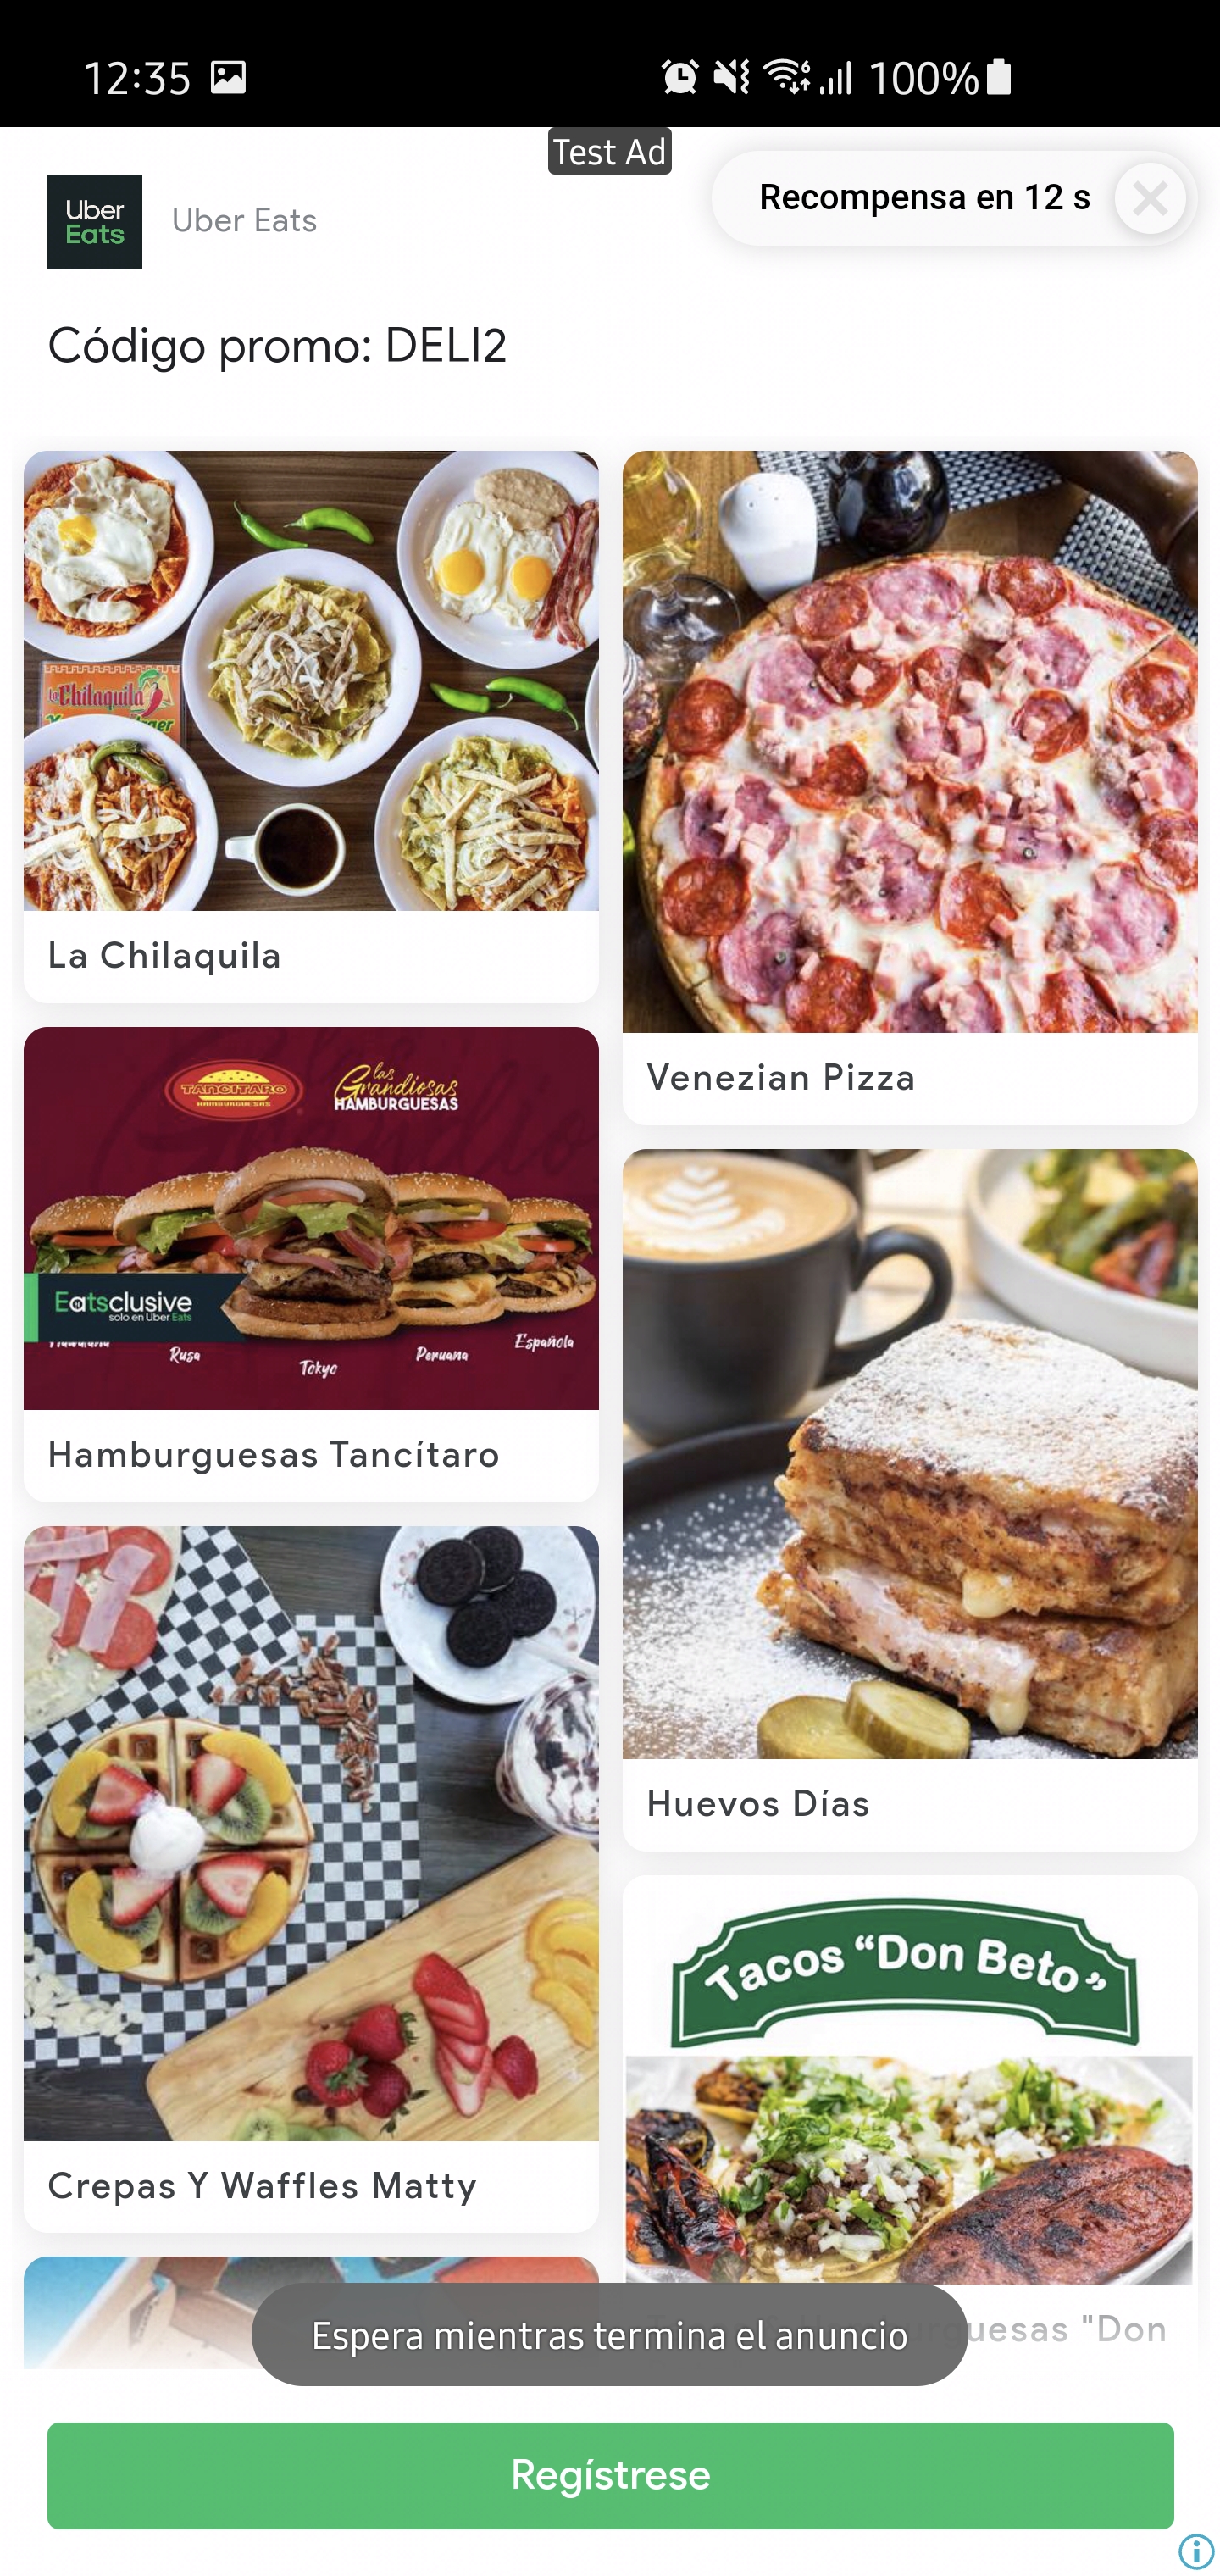 12:35
100%
Test Ad
Uber
Eats
Uber Eats
Recompensa en 12 s
Código promo: DELI2
La Chilaquila
La Chilaquila
Venezian Pizza
TANCITARO
HAMBURGUESAS
las
Grandiosas
HAMBURGUESAS
Eatsclusive
solo en Uber Eats
Rusa
Tokyo
Peruana
Española
Hamburguesas Tancítaro
Huevos Días
Tacos “Don Beto”
Crepas Y Waffles Matty
"Don
Espera mientras termina el anuncio
Regístrese